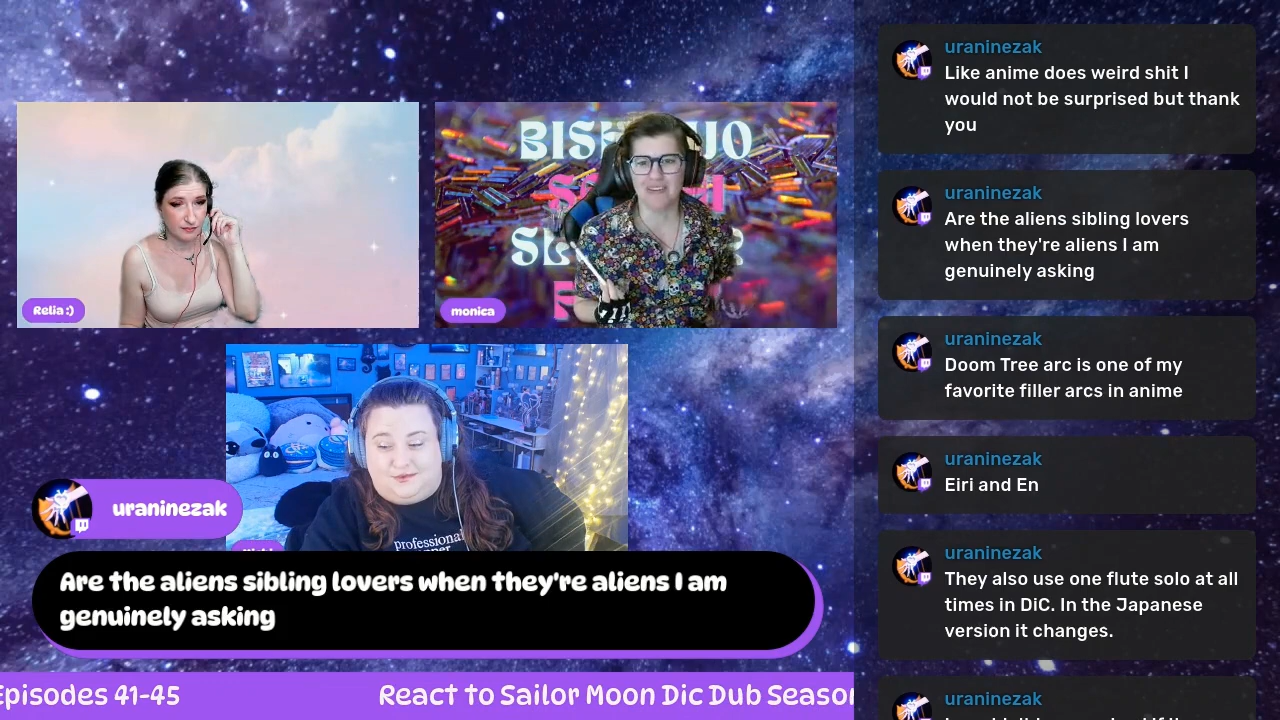 uraninezak
Like anime does weird shit I
would not be surprised but thank
you
uraninezak
Are the aliens sibling lovers
when they're aliens I am
genuinely asking
uraninezak
Doom Tree arc is one of my
favorite filler arcs in anime
uraninezak
Eiri and En
uraninezak
They also use one flute solo at all
times in DiC. In the Japanese
version it changes.
uraninezak
Relia :)
monica
professional
uraninezak
Are the aliens sibling lovers when they're aliens I am
genuinely asking
Episodes 41-45 React to Sailor Moon Dic Dub Season